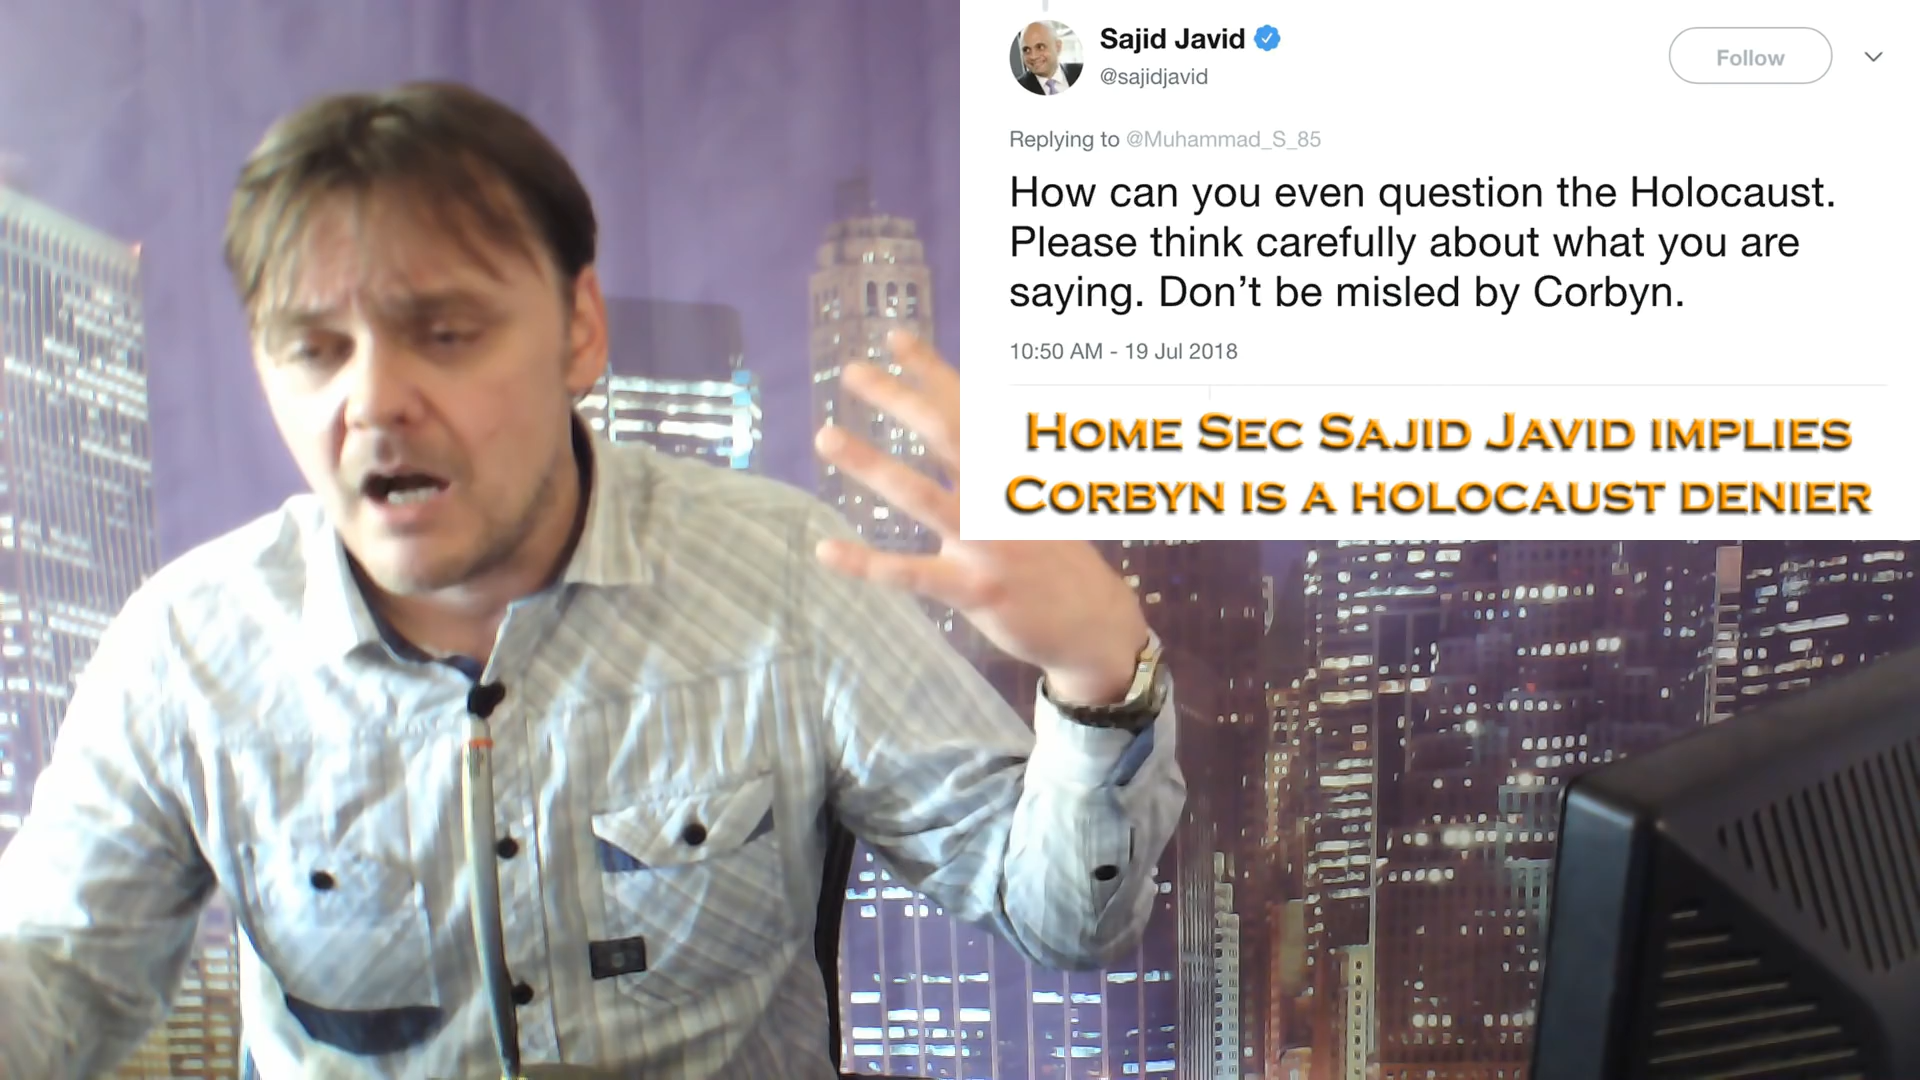 Sajid Javid
@sajidjavid
Follow
Replying to @Muhammad_S_85
How can you even question the Holocaust.
Please think carefully about what you are
saying. Don’t be misled by Corbyn.
10:50 AM - 19 Jul 2018
Home Sec Sajid Javid implies
Corbyn is a holocaust denier